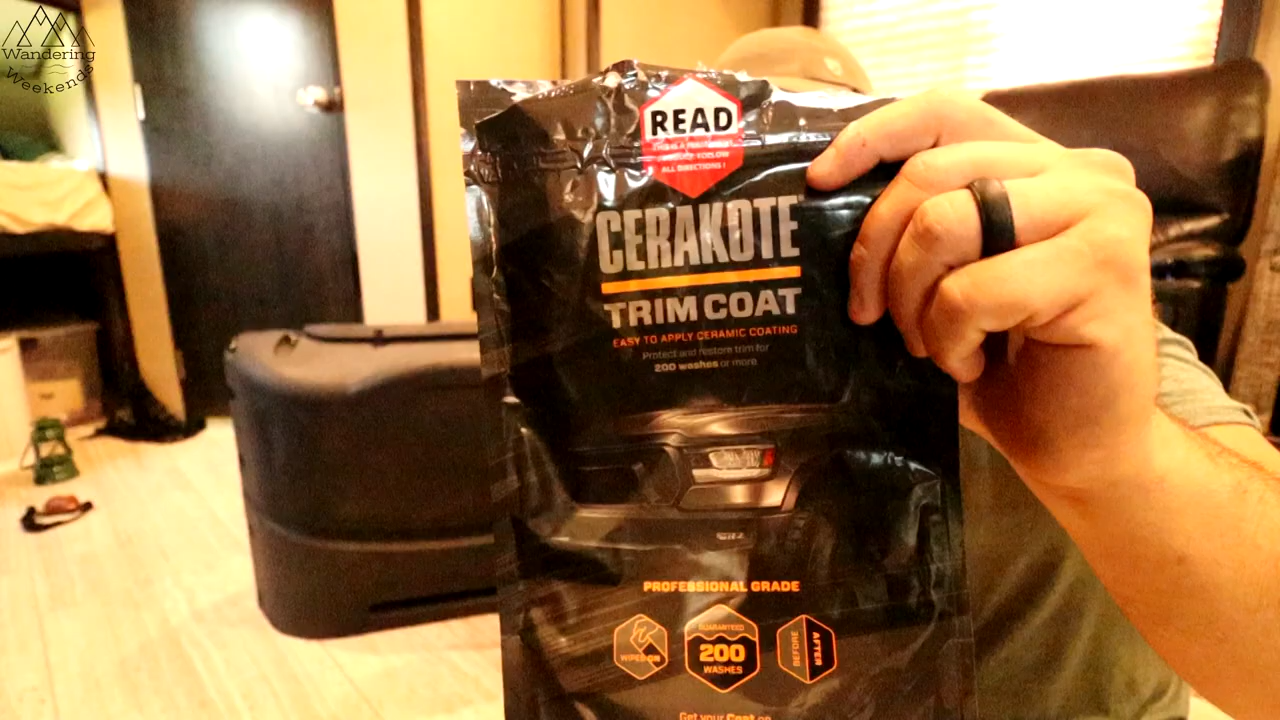 Wandering
Weekends
READ
ALL DIRECTIONS!
CERAKOTE
TRIM COAT
EASY TO APPLY CERAMIC COATING
Protect and restore trim for
200 washes or more
PROFESSIONAL GRADE
WIPES ON
GUARANTEED
200
WASHES
BEFORE
AFTER
Get your Coat on